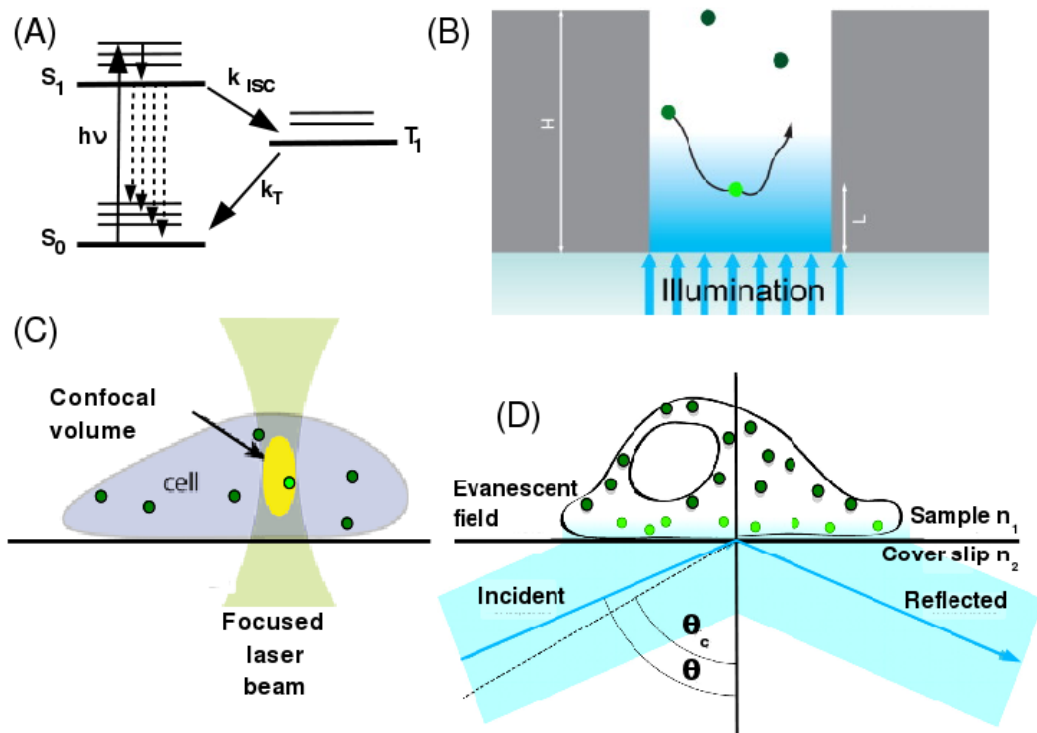 (A)
S1
k ISC
hν
T1
kT
S0
(B)
H
L
Illumination
(C)
Confocal
volume
cell
Focused
laser
beam
(D)
Evanescent
field
Sample n1
Cover slip n2
Incident
Reflected
θc
θ